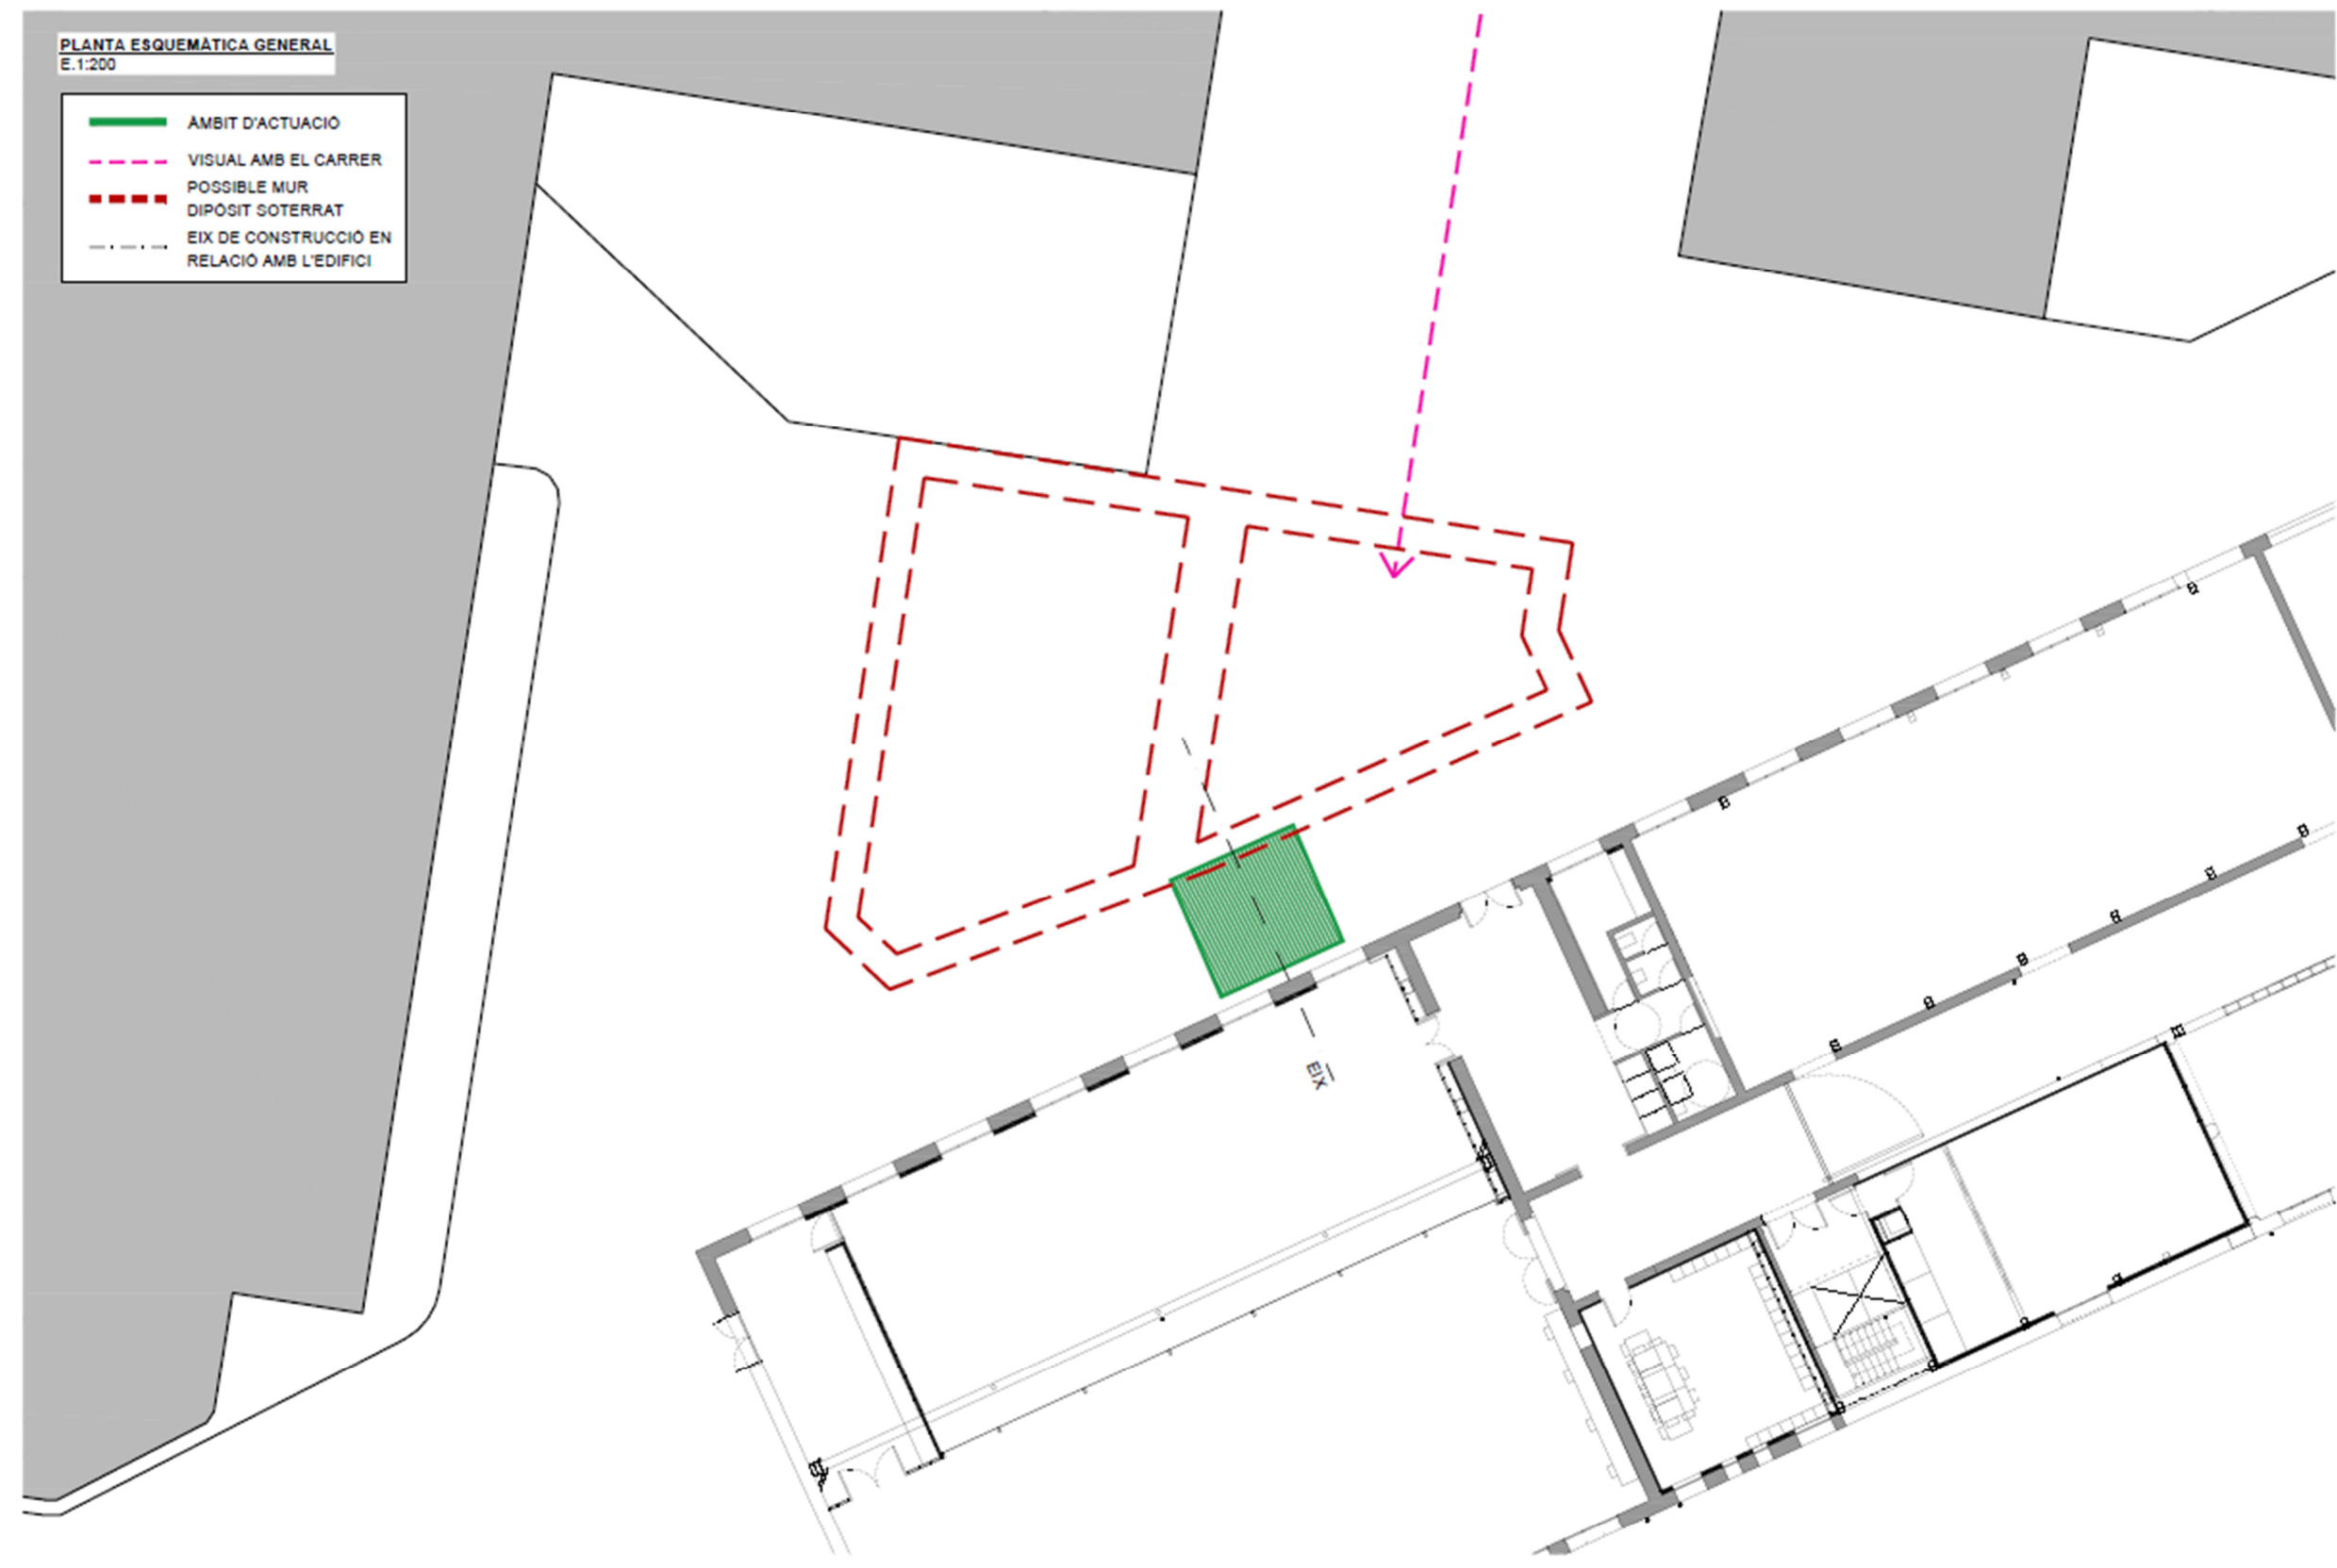 PLANTA ESQUEMÀTICA GENERAL
E.1:200
ÀMBIT D'ACTUACIÓ
VISUAL AMB EL CARRER
POSSIBLE MUR
DIPÒSIT SOTERRAT
EIX DE CONSTRUCCIÓ EN
RELACIÓ AMB L'EDIFICI
EIX